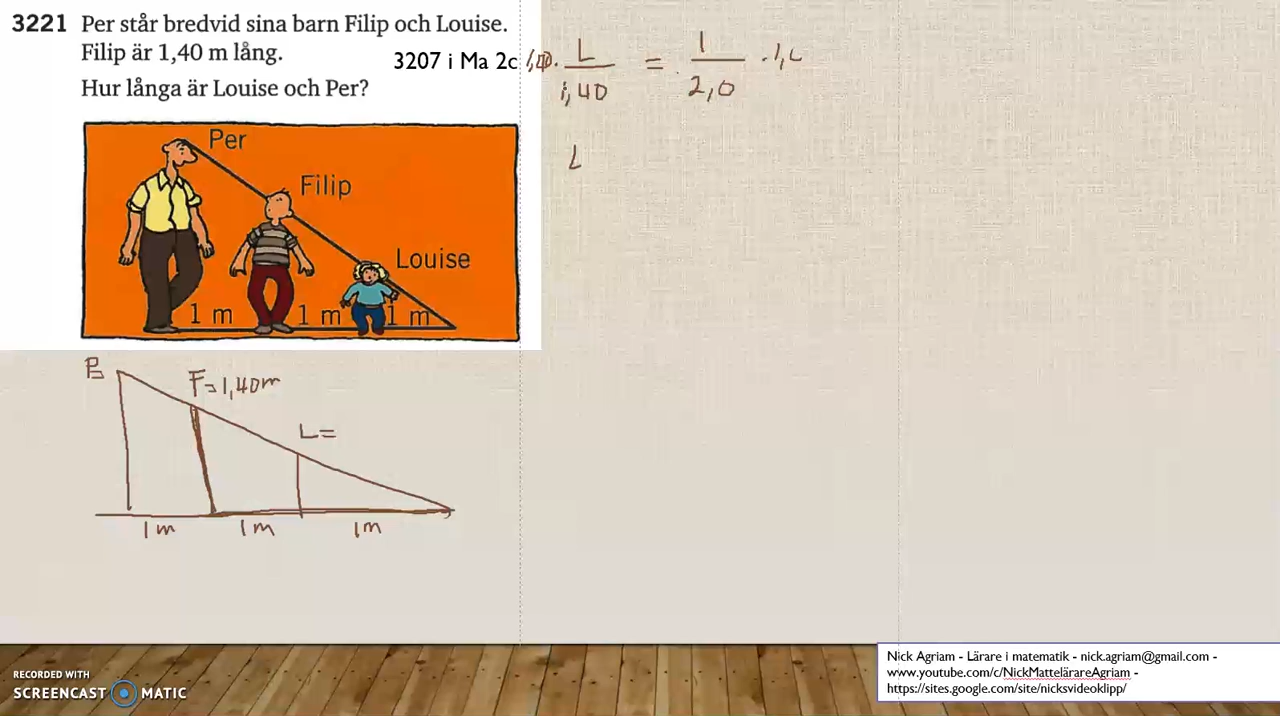 3221 Per står bredvid sina barn Filip och Louise.
Filip är 1,40 m lång.
3207 i Ma 2c
Hur långa är Louise och Per?
Per
Filip
Louise
1 m 1 m 1 m
1,40 · L / 1,40 = 1 / 2,0 · 1,
L
P=
F=1,40m
L=
1m 1m 1m
RECORDED WITH
SCREENCAST MATIC
Nick Agriam - Lärare i matematik - nick.agriam@gmail.com -
www.youtube.com/c/NickMattelärareAgriam -
https://sites.google.com/site/nicksvideoklipp/